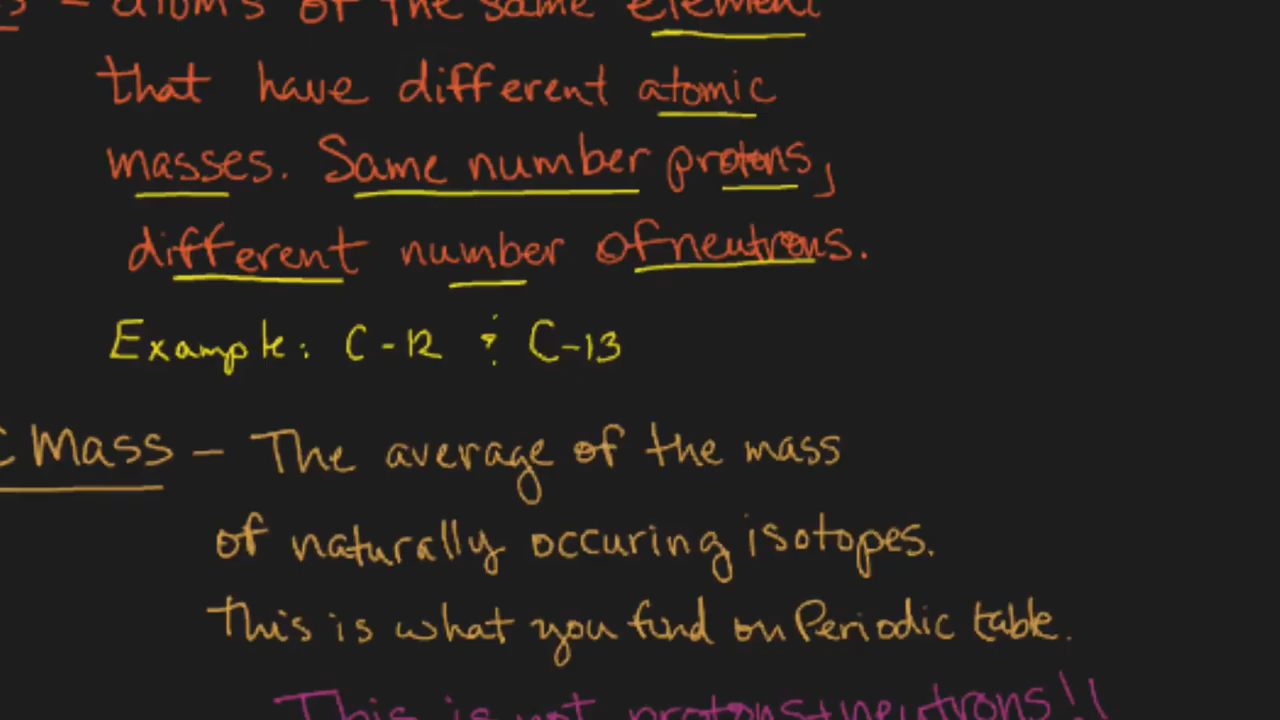 s - atoms of the same element
that have different atomic
masses. Same number protons,
different number of neutrons.
Example: C-12 & C-13
c Mass - The average of the mass
of naturally occuring isotopes.
This is what you find on Periodic table.
This is not protons+neutrons!!